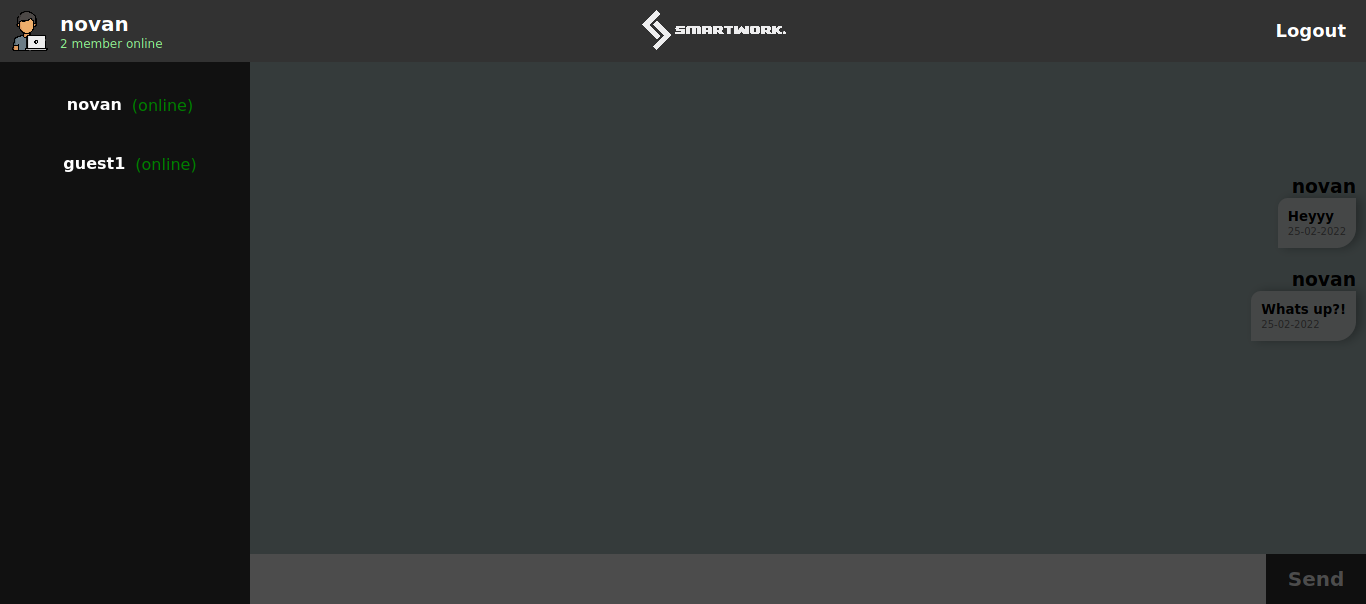 novan
2 member online
SMARTWORK.
Logout
novan (online)
guest1 (online)
novan
Heyyy
25-02-2022
novan
Whats up?!
25-02-2022
Send